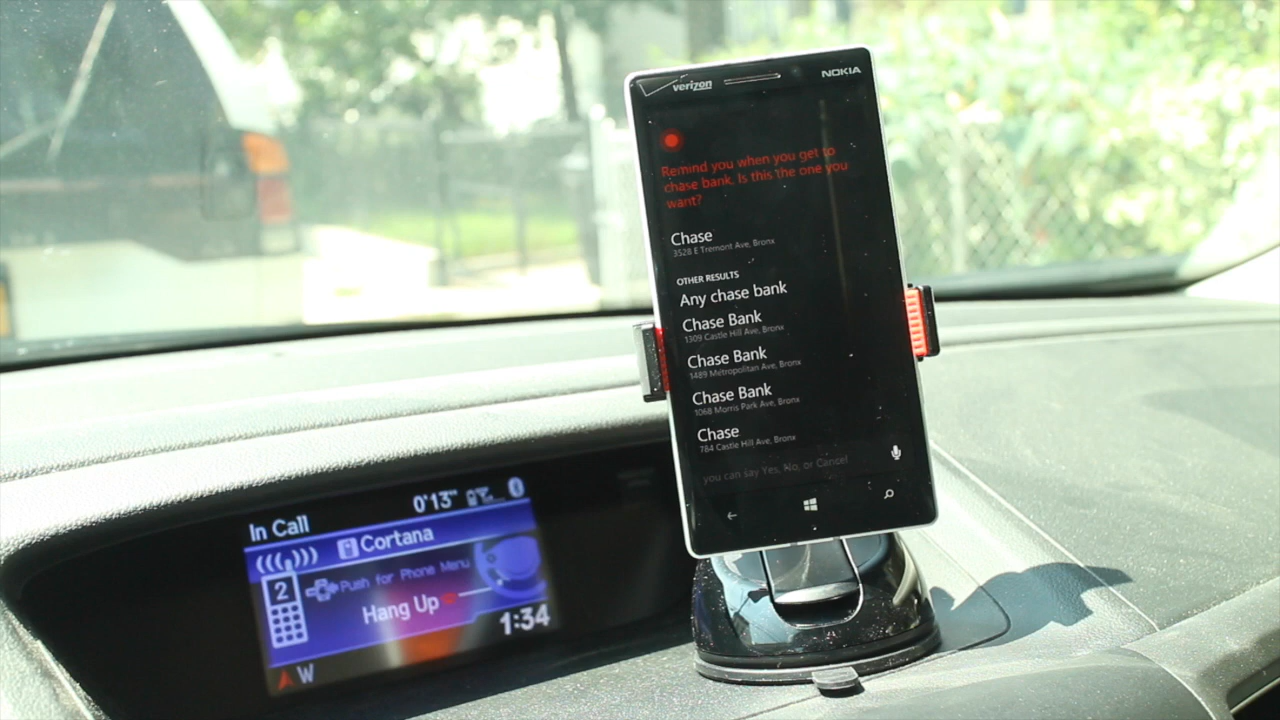 verizon
NOKIA
Remind you when you get to
chase bank. Is this the one you
want?
Chase
3528 E Tremont Ave, Bronx
OTHER RESULTS
Any chase bank
Chase Bank
1309 Castle Hill Ave, Bronx
Chase Bank
1489 Metropolitan Ave, Bronx
Chase Bank
1068 Morris Park Ave, Bronx
Chase
784 Castle Hill Ave, Bronx
you can say Yes, No, or Cancel
In Call
0'13"
Cortana
2
Push for Phone Menu
Hang Up
1:34
W